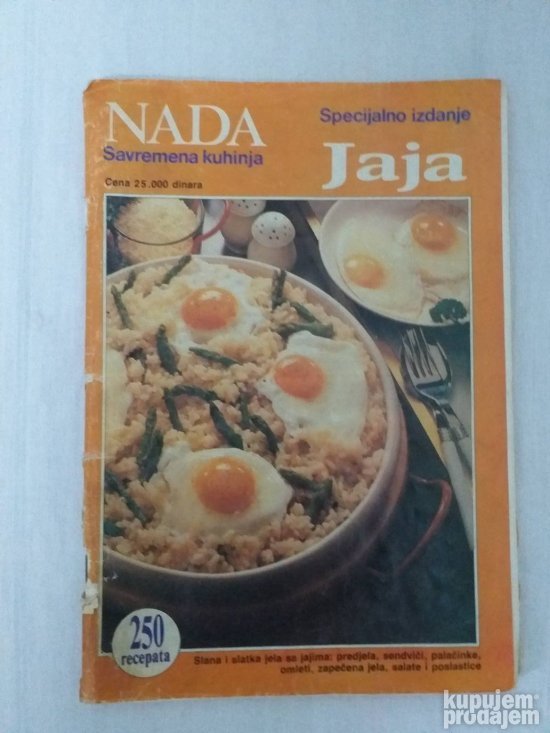 NADA
Savremena kuhinja
Cena 25.000 dinara
Specijalno izdanje
Jaja
250
recepata
Slana i slatka jela sa jajima: predjela, sendviči, palačinke,
omleti, zapečena jela, salate i poslastice
kupujem
prodajem